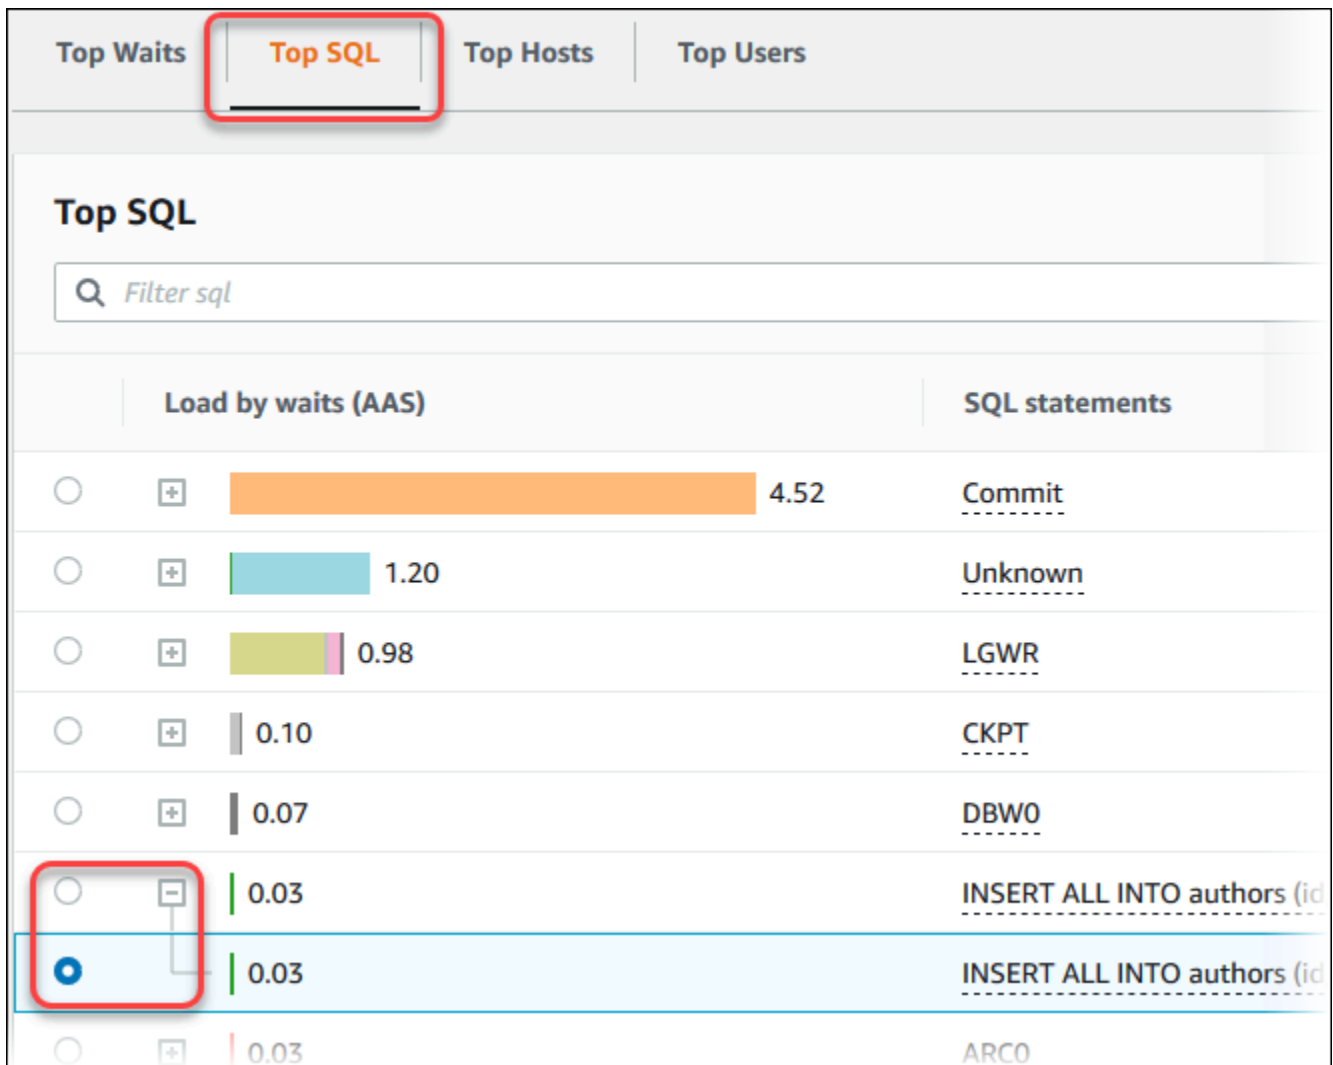 Top Waits Top SQL Top Hosts Top Users
Top SQL
Filter sql
Load by waits (AAS) SQL statements
4.52 Commit
1.20 Unknown
0.98 LGWR
0.10 CKPT
0.07 DBW0
0.03 INSERT ALL INTO authors (id
0.03 INSERT ALL INTO authors (id
0.03 ARC0